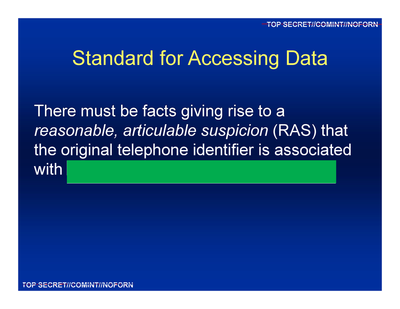 TOP SECRET//COMINT//NOFORN
Standard for Accessing Data
There must be facts giving rise to a
reasonable, articulable suspicion (RAS) that
the original telephone identifier is associated
with
TOP SECRET//COMINT//NOFORN